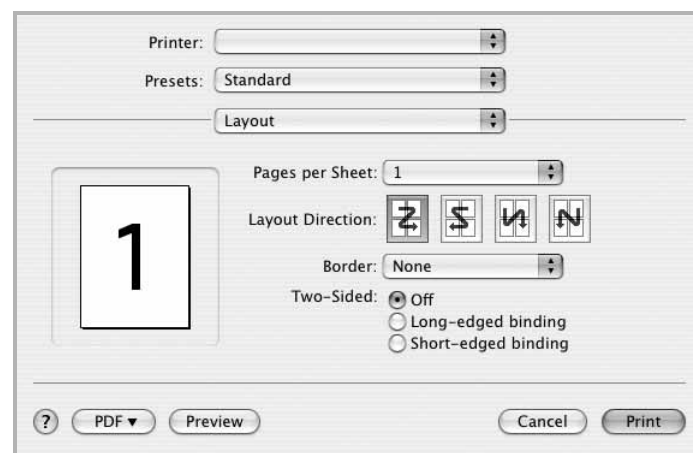 Printer:
Presets: Standard
Layout
Pages per Sheet: 1
Layout Direction:
1
Border: None
Two-Sided: Off
Long-edged binding
Short-edged binding
? PDF▼ Preview Cancel Print